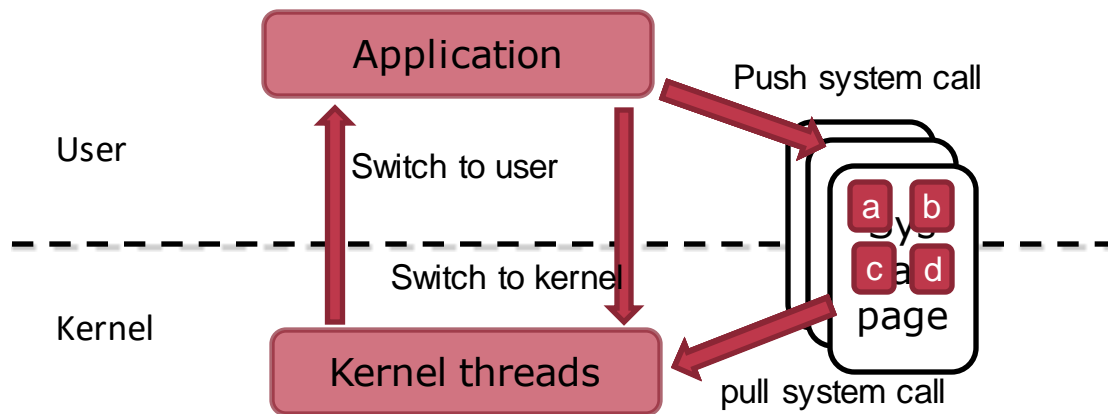 Application
Push system call
User
Switch to user
a b
c d
page
Switch to kernel
Kernel
Kernel threads
pull system call